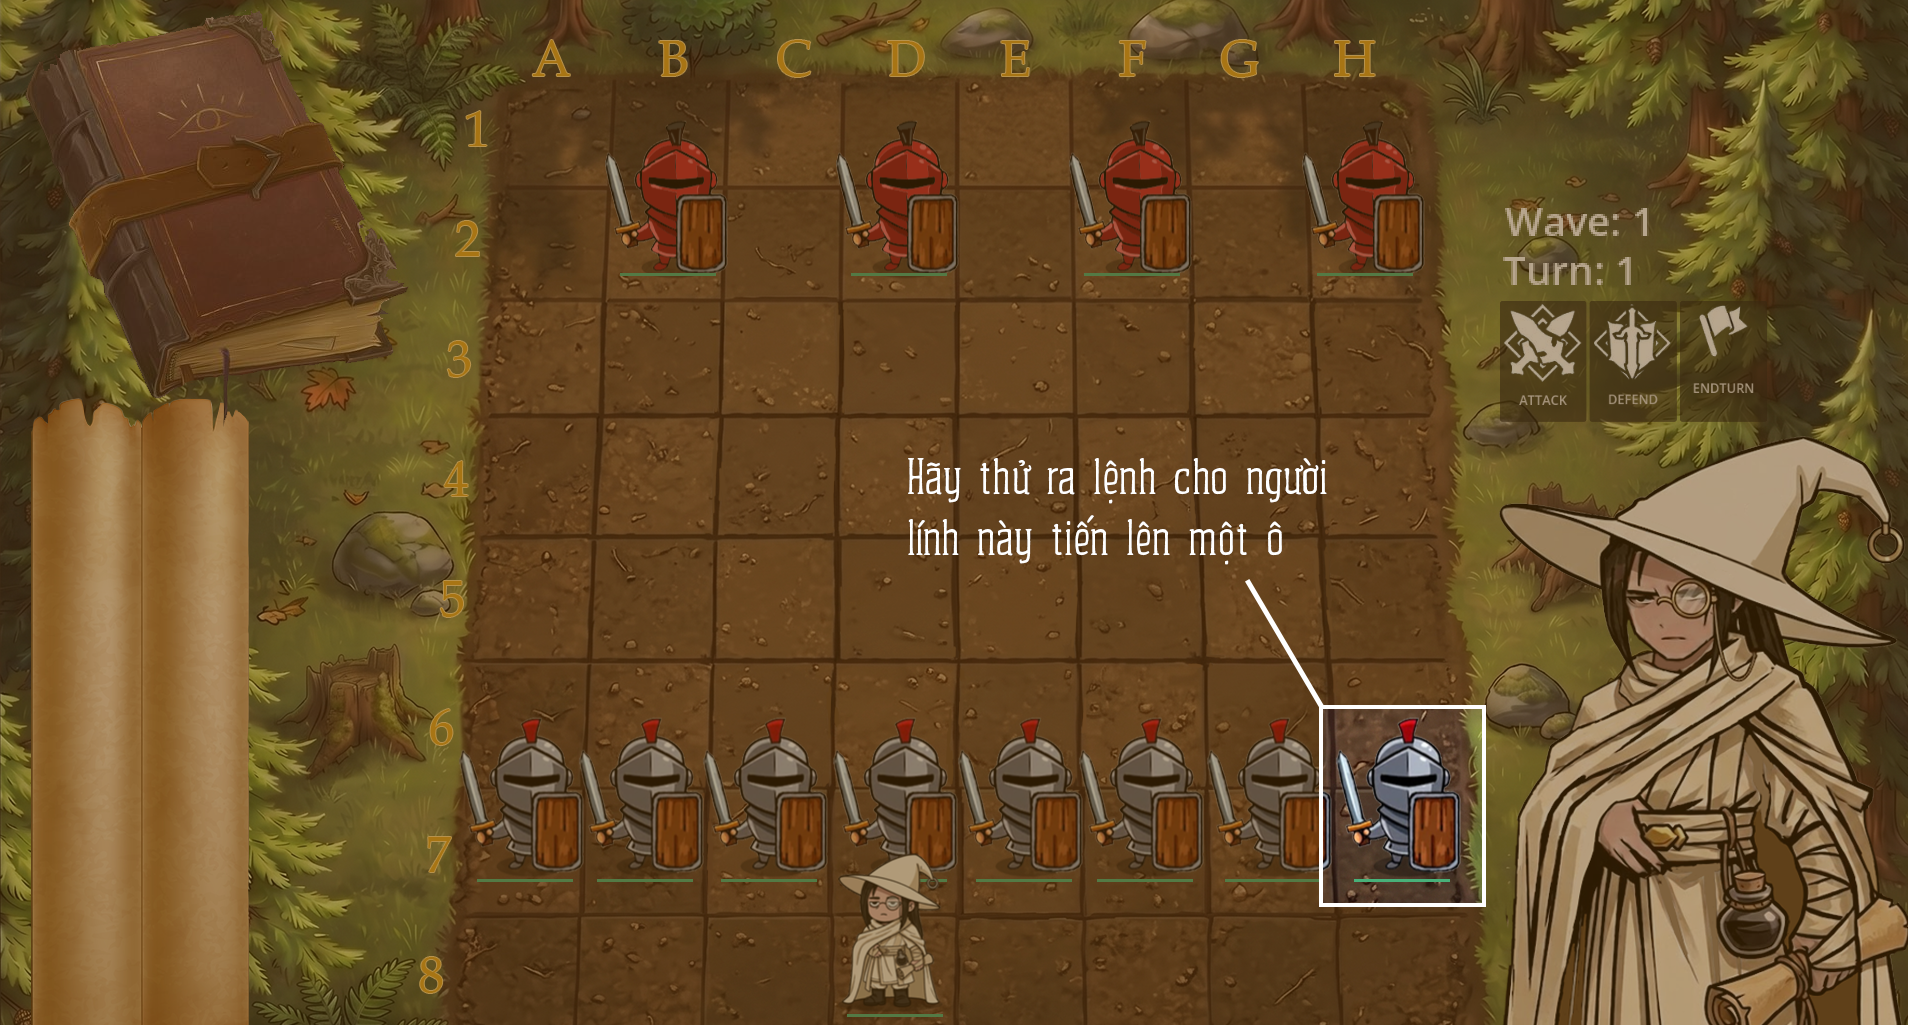 A B C D E F G H
1
2
3
4
5
6
7
8
Wave: 1
Turn: 1
ATTACK DEFEND ENDTURN
Hãy thử ra lệnh cho người
lính này tiến lên một ô